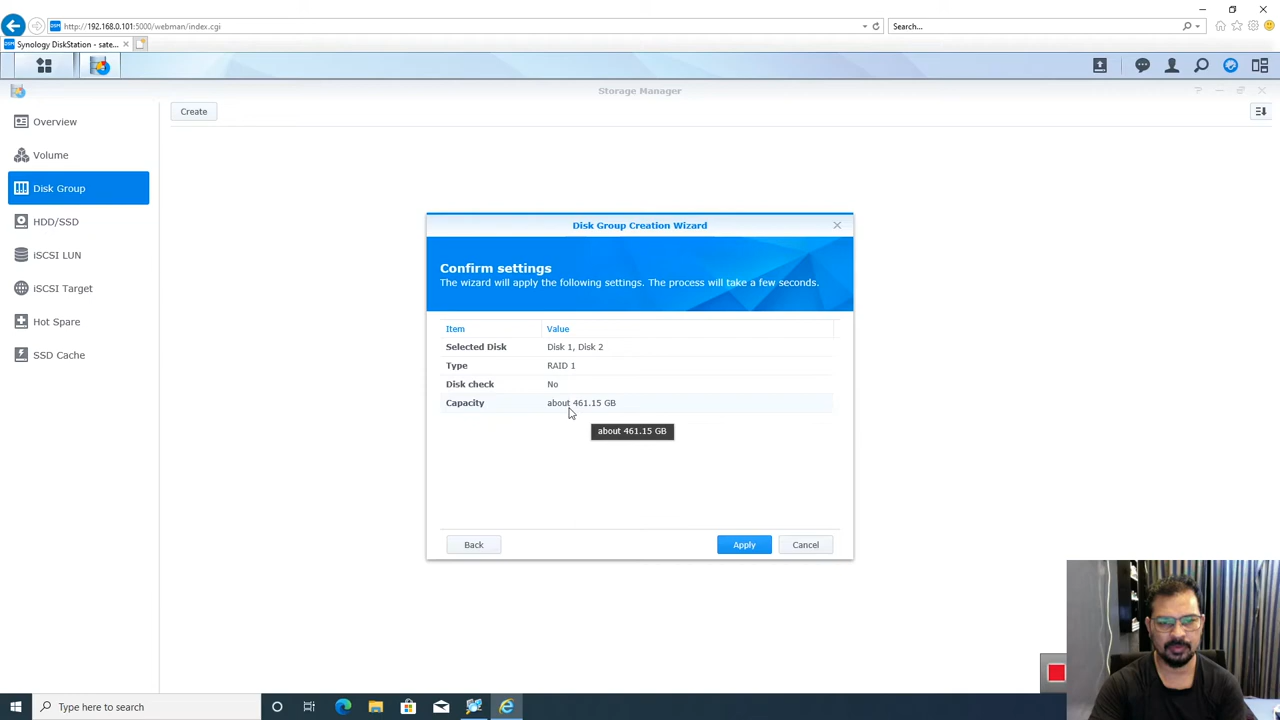 http://192.168.0.101:5000/webman/index.cgi
Search...
Synology DiskStation - sate...
Storage Manager
Create
Overview
Volume
Disk Group
HDD/SSD
iSCSI LUN
iSCSI Target
Hot Spare
SSD Cache
Disk Group Creation Wizard
Confirm settings
The wizard will apply the following settings. The process will take a few seconds.
Item Value
Selected Disk Disk 1, Disk 2
Type RAID 1
Disk check No
Capacity about 461.15 GB
about 461.15 GB
Back Apply Cancel
Type here to search